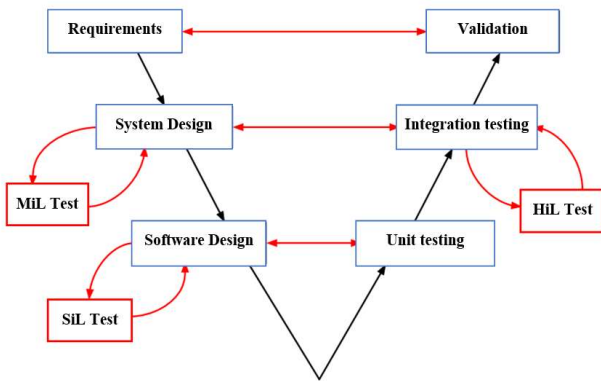 Requirements
Validation
System Design
Integration testing
MiL Test
HiL Test
Software Design
Unit testing
SiL Test